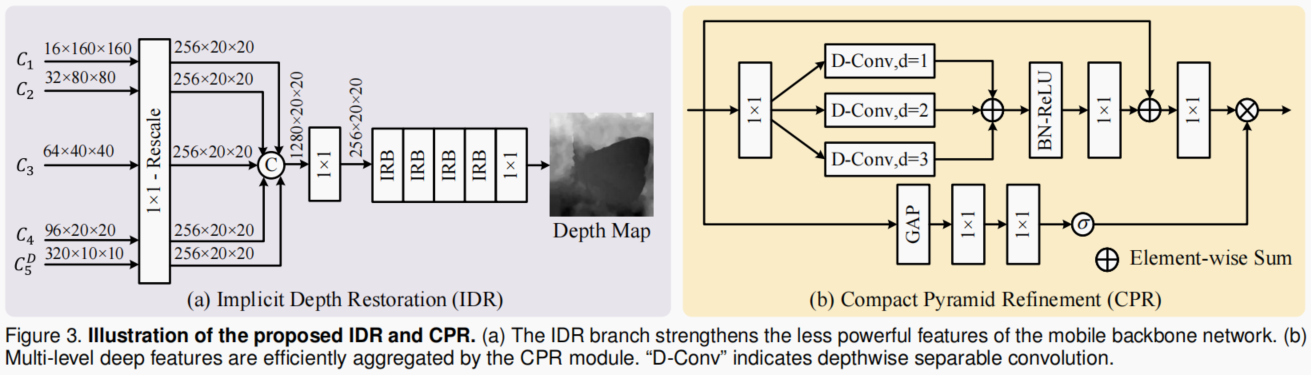 C1 16×160×160 256×20×20
C2 32×80×80 256×20×20
C3 64×40×40 256×20×20
C4 96×20×20 256×20×20
C5^D 320×10×10 256×20×20
1×1 - Rescale
C
1280×20×20
1×1
256×20×20
IRB
IRB
IRB
IRB
1×1
Depth Map
(a) Implicit Depth Restoration (IDR)
1×1
D-Conv,d=1
D-Conv,d=2
D-Conv,d=3
BN-ReLU
1×1
1×1
GAP
1×1
1×1
σ
Element-wise Sum
(b) Compact Pyramid Refinement (CPR)
Figure 3. Illustration of the proposed IDR and CPR. (a) The IDR branch strengthens the less powerful features of the mobile backbone network. (b)
Multi-level deep features are efficiently aggregated by the CPR module. “D-Conv” indicates depthwise separable convolution.